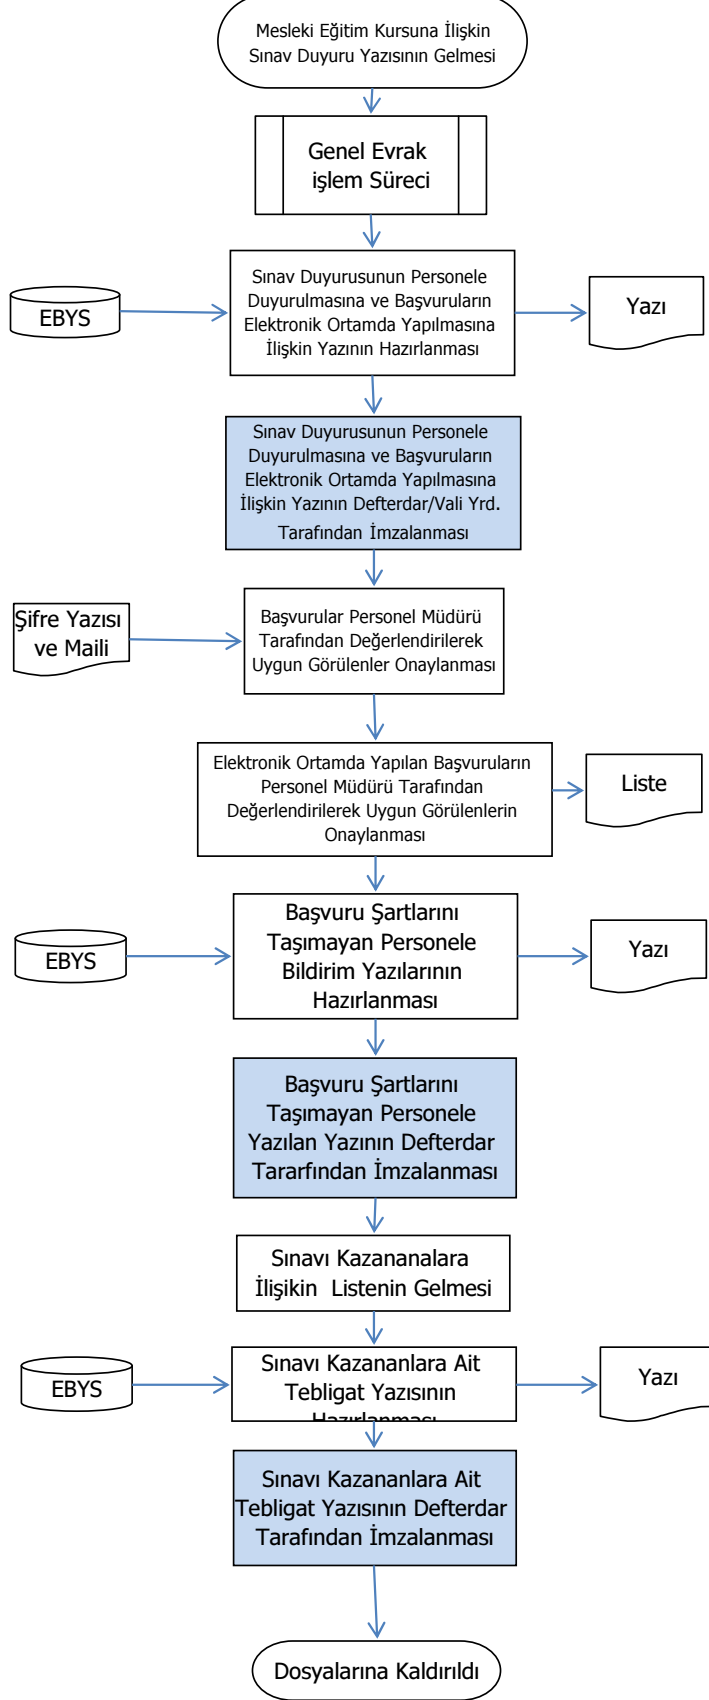 Mesleki Eğitim Kursuna İlişkin
Sınav Duyuru Yazısının Gelmesi
Genel Evrak
işlem Süreci
EBYS
Sınav Duyurusunun Personele
Duyurulmasına ve Başvuruların
Elektronik Ortamda Yapılmasına
İlişkin Yazının Hazırlanması
Yazı
Sınav Duyurusunun Personele
Duyurulmasına ve Başvuruların
Elektronik Ortamda Yapılmasına
İlişkin Yazının Defterdar/Vali Yrd.
Tarafından İmzalanması
Şifre Yazısı
ve Maili
Başvurular Personel Müdürü
Tarafından Değerlendirilerek
Uygun Görülenler Onaylanması
Elektronik Ortamda Yapılan Başvuruların
Personel Müdürü Tarafından
Değerlendirilerek Uygun Görülenlerin
Onaylanması
Liste
EBYS
Başvuru Şartlarını
Taşımayan Personele
Bildirim Yazılarının
Hazırlanması
Yazı
Başvuru Şartlarını
Taşımayan Personele
Yazılan Yazının Defterdar
Tararfından İmzalanması
Sınavı Kazananalara
İlişikin Listenin Gelmesi
EBYS
Sınavı Kazananlara Ait
Tebligat Yazısının
Hazırlanması
Yazı
Sınavı Kazananlara Ait
Tebligat Yazısının Defterdar
Tarafından İmzalanması
Dosyalarına Kaldırıldı